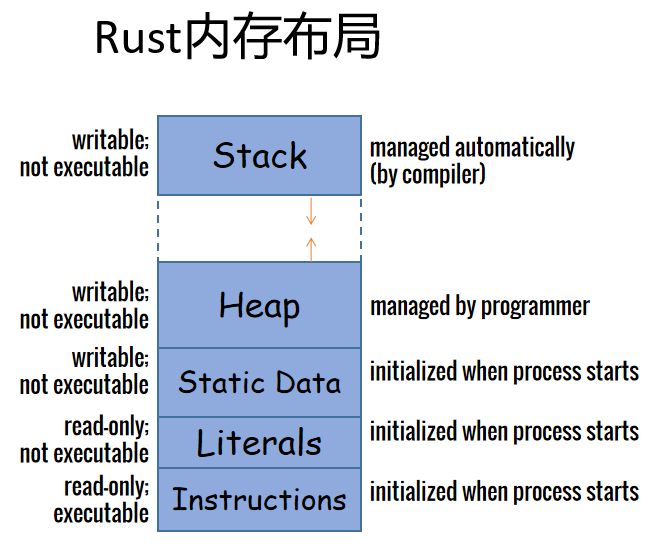 Rust内存布局
writable;
not executable
Stack
managed automatically
(by compiler)
writable;
not executable
Heap
managed by programmer
writable;
not executable
Static Data
initialized when process starts
read-only;
not executable
Literals
initialized when process starts
read-only;
executable
Instructions
initialized when process starts